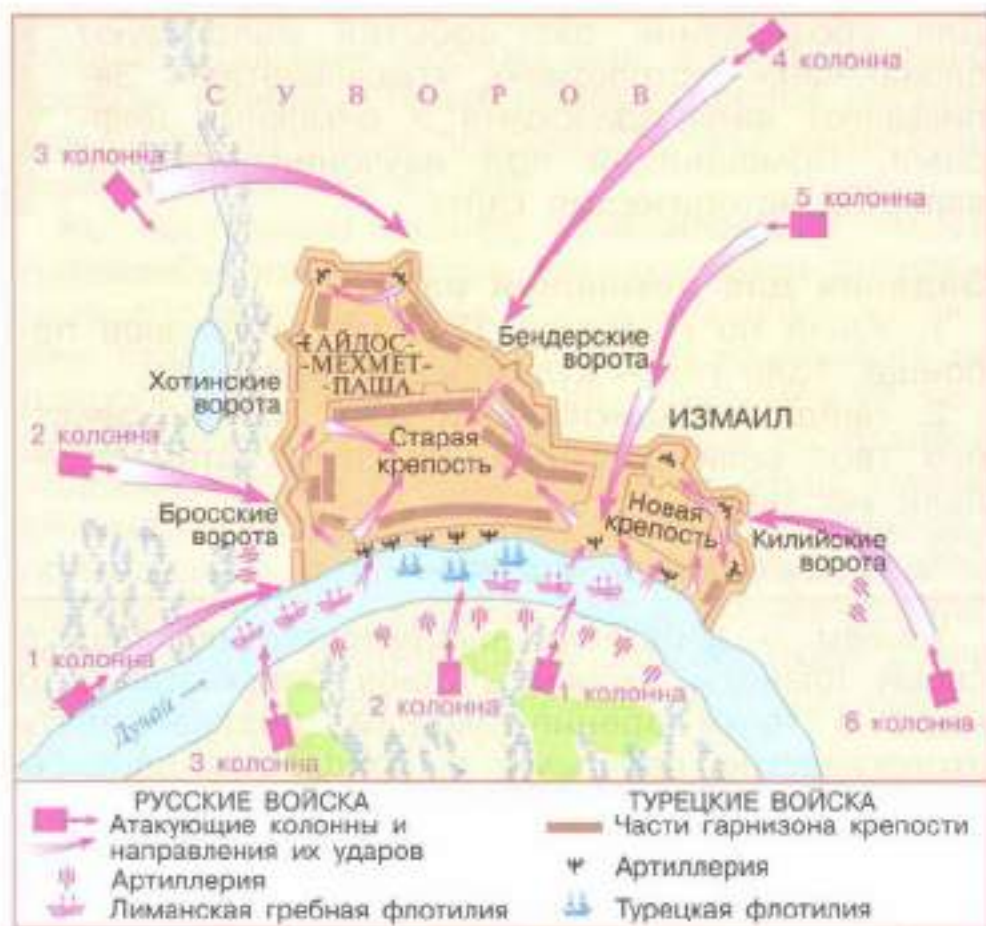 4 колонна
СУВОРОВ
3 колонна
5 колонна
Бендерские
ворота
КАЙДОС-
-МЕХМЕТ-
ПАША
Хотинские
ворота
ИЗМАИЛ
2 колонна
Старая
крепость
Новая
крепость
Бросские
ворота
Килийские
ворота
1 колонна
Дунай
2 колонна
1 колонна
6 колонна
3 колонна
РУССКИЕ ВОЙСКА
Атакующие колонны и
направления их ударов
Артиллерия
Лиманская гребная флотилия
ТУРЕЦКИЕ ВОЙСКА
Части гарнизона крепости
Артиллерия
Турецкая флотилия